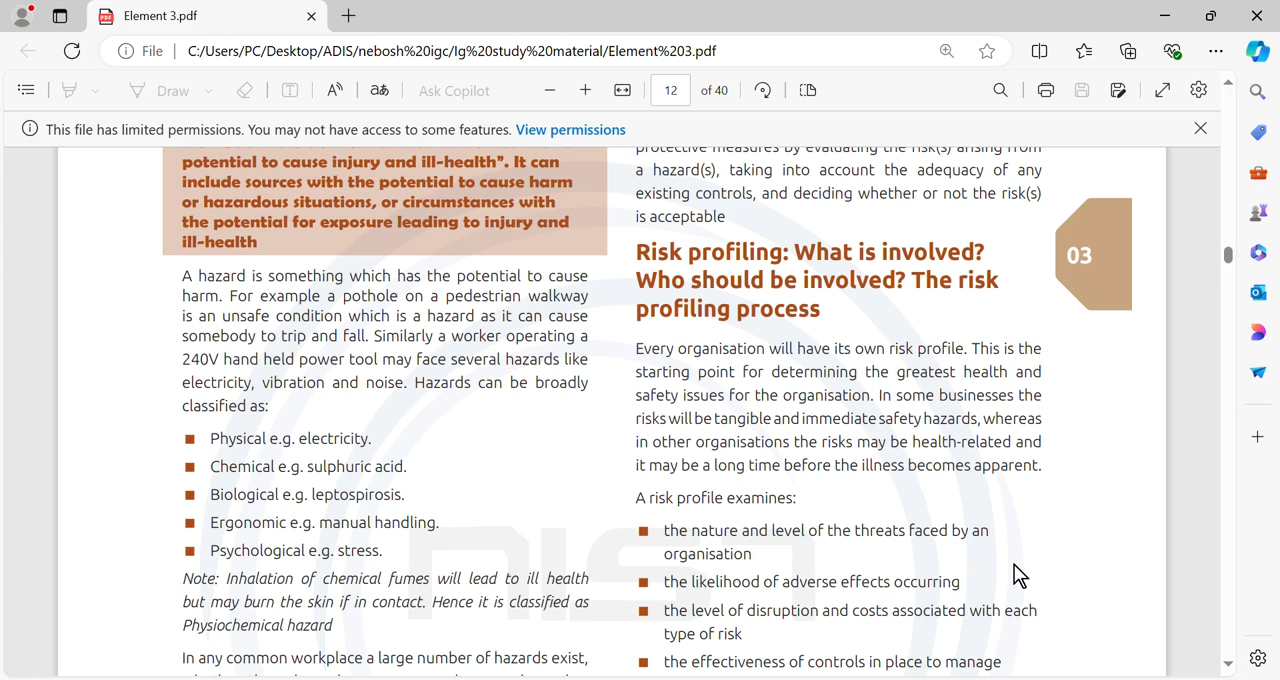 Element 3.pdf
File
C:/Users/PC/Desktop/ADIS/nebosh%20igc/Ig%20study%20material/Element%203.pdf
Draw
Ask Copilot
12 of 40
This file has limited permissions. You may not have access to some features. View permissions
potential to cause injury and ill-health”. It can
include sources with the potential to cause harm
or hazardous situations, or circumstances with
the potential for exposure leading to injury and
ill-health
A hazard is something which has the potential to cause
harm. For example a pothole on a pedestrian walkway
is an unsafe condition which is a hazard as it can cause
somebody to trip and fall. Similarly a worker operating a
240V hand held power tool may face several hazards like
electricity, vibration and noise. Hazards can be broadly
classified as:
Physical e.g. electricity.
Chemical e.g. sulphuric acid.
Biological e.g. leptospirosis.
Ergonomic e.g. manual handling.
Psychological e.g. stress.
Note: Inhalation of chemical fumes will lead to ill health
but may burn the skin if in contact. Hence it is classified as
Physiochemical hazard
In any common workplace a large number of hazards exist,
protective measures by evaluating the risk(s) arising from
a hazard(s), taking into account the adequacy of any
existing controls, and deciding whether or not the risk(s)
is acceptable
Risk profiling: What is involved?
Who should be involved? The risk
profiling process
Every organisation will have its own risk profile. This is the
starting point for determining the greatest health and
safety issues for the organisation. In some businesses the
risks will be tangible and immediate safety hazards, whereas
in other organisations the risks may be health-related and
it may be a long time before the illness becomes apparent.
A risk profile examines:
the nature and level of the threats faced by an
organisation
the likelihood of adverse effects occurring
the level of disruption and costs associated with each
type of risk
the effectiveness of controls in place to manage
03
NIST